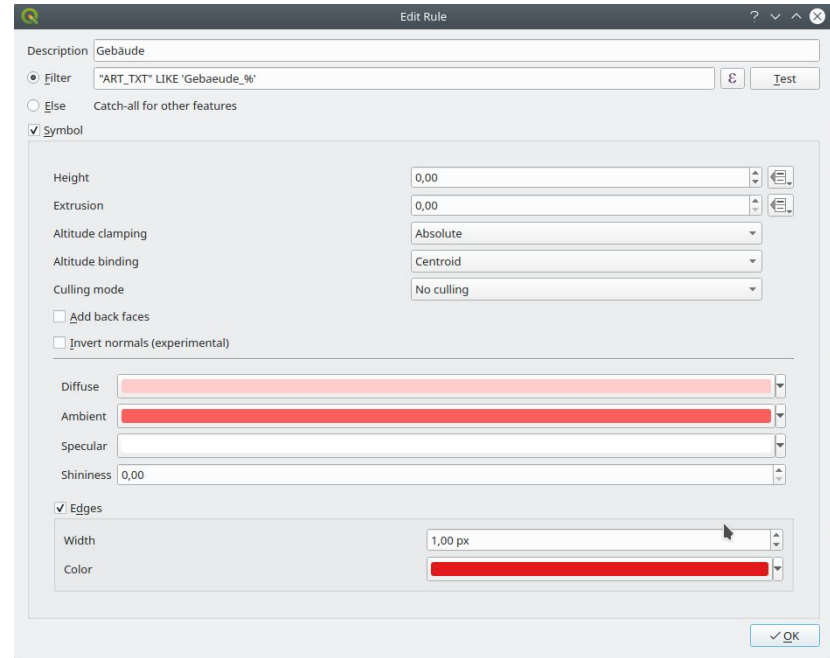 Edit Rule
Description Gebäude
Filter "ART_TXT" LIKE 'Gebaeude_%' ε Test
Else Catch-all for other features
Symbol
Height 0,00
Extrusion 0,00
Altitude clamping Absolute
Altitude binding Centroid
Culling mode No culling
Add back faces
Invert normals (experimental)
Diffuse
Ambient
Specular
Shininess 0,00
Edges
Width 1,00 px
Color
OK